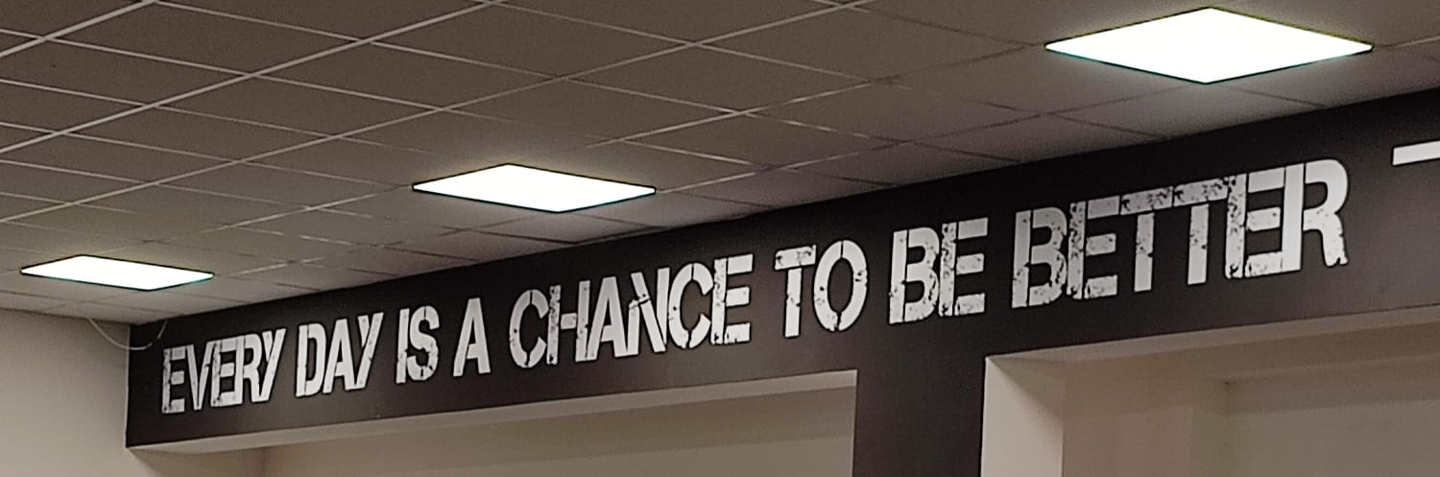 EVERY DAY IS A CHANCE TO BE BETTER